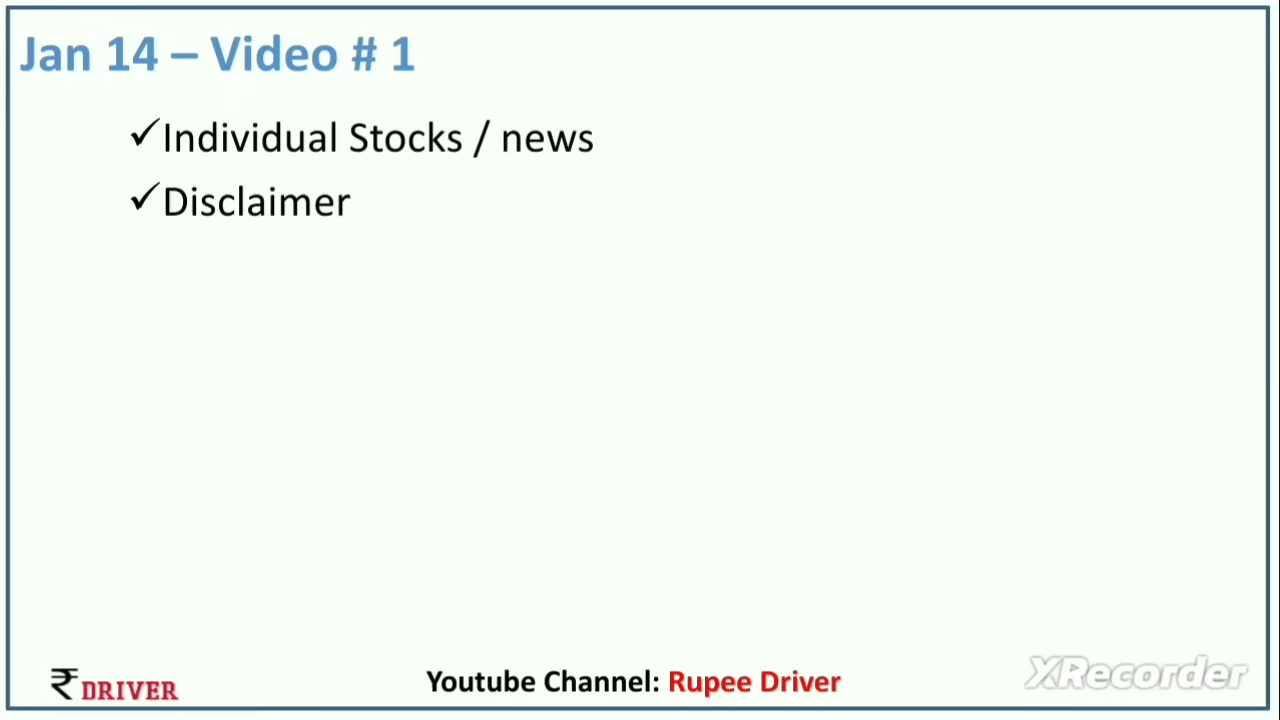 Jan 14 – Video # 1
✓Individual Stocks / news
✓Disclaimer
₹ DRIVER
Youtube Channel: Rupee Driver
XRecorder